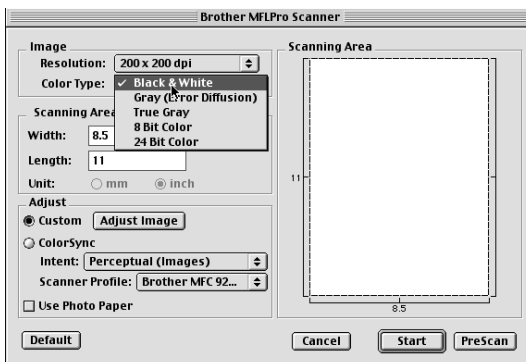 Brother MFLPro Scanner
Image
Resolution: 200 x 200 dpi
Color Type: ✓ Black & White
Gray (Error Diffusion)
True Gray
8 Bit Color
24 Bit Color
Scanning Area
Width: 8.5
Length: 11
Unit: mm inch
Adjust
Custom Adjust Image
ColorSync
Intent: Perceptual (Images)
Scanner Profile: Brother MFC 92...
Use Photo Paper
Default
Scanning Area
11
8.5
Cancel Start PreScan